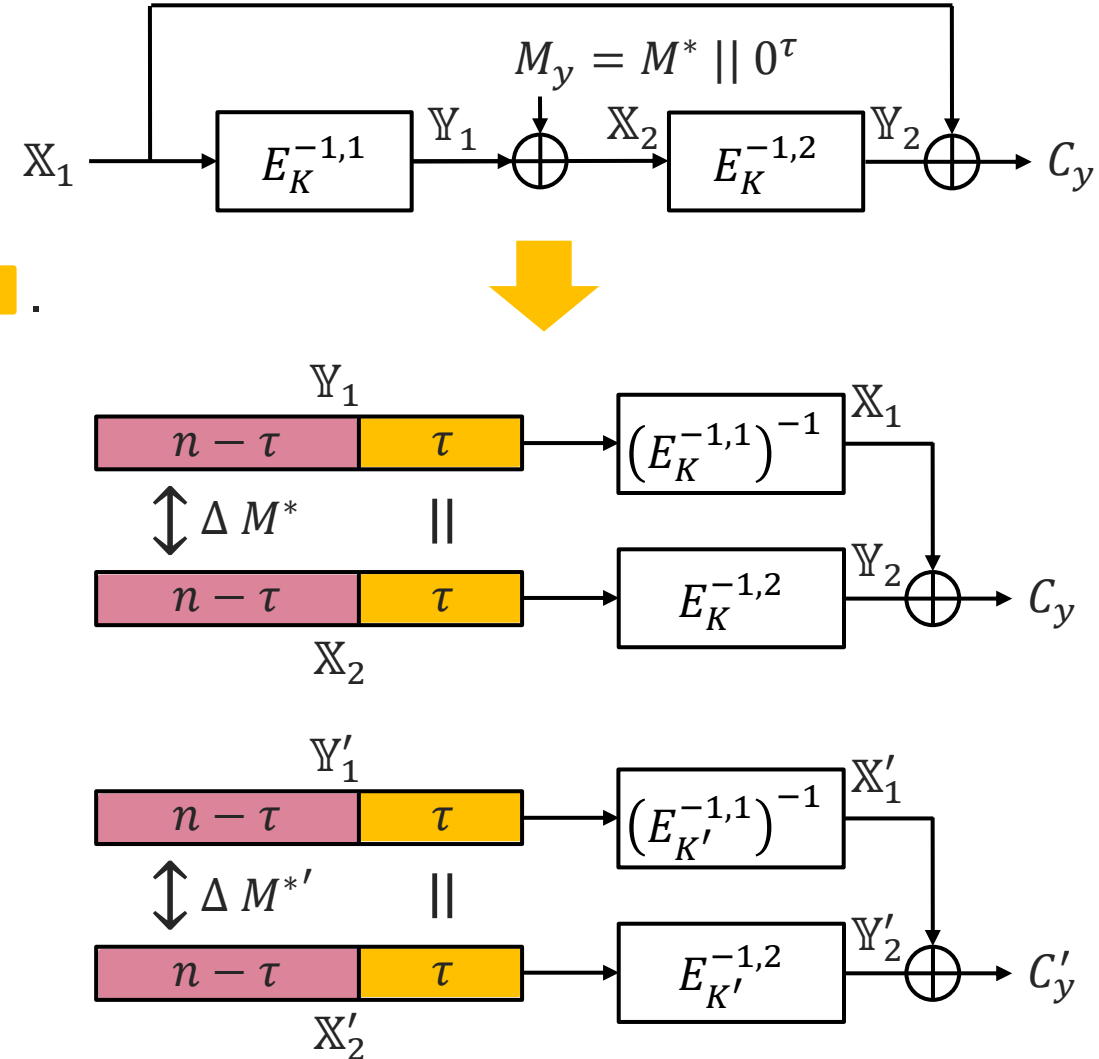 M_y = M* || 0^τ
𝕏_1 E_K^{-1,1} 𝕐_1 𝕏_2 E_K^{-1,2} 𝕐_2 C_y
.
𝕐_1
n − τ τ (E_K^{-1,1})^{-1} 𝕏_1
Δ M* ||
n − τ τ E_K^{-1,2} 𝕐_2 C_y
𝕏_2
𝕐′_1
n − τ τ (E_{K′}^{-1,1})^{-1} 𝕏′_1
Δ M*′ ||
n − τ τ E_{K′}^{-1,2} 𝕐′_2 C′_y
𝕏′_2